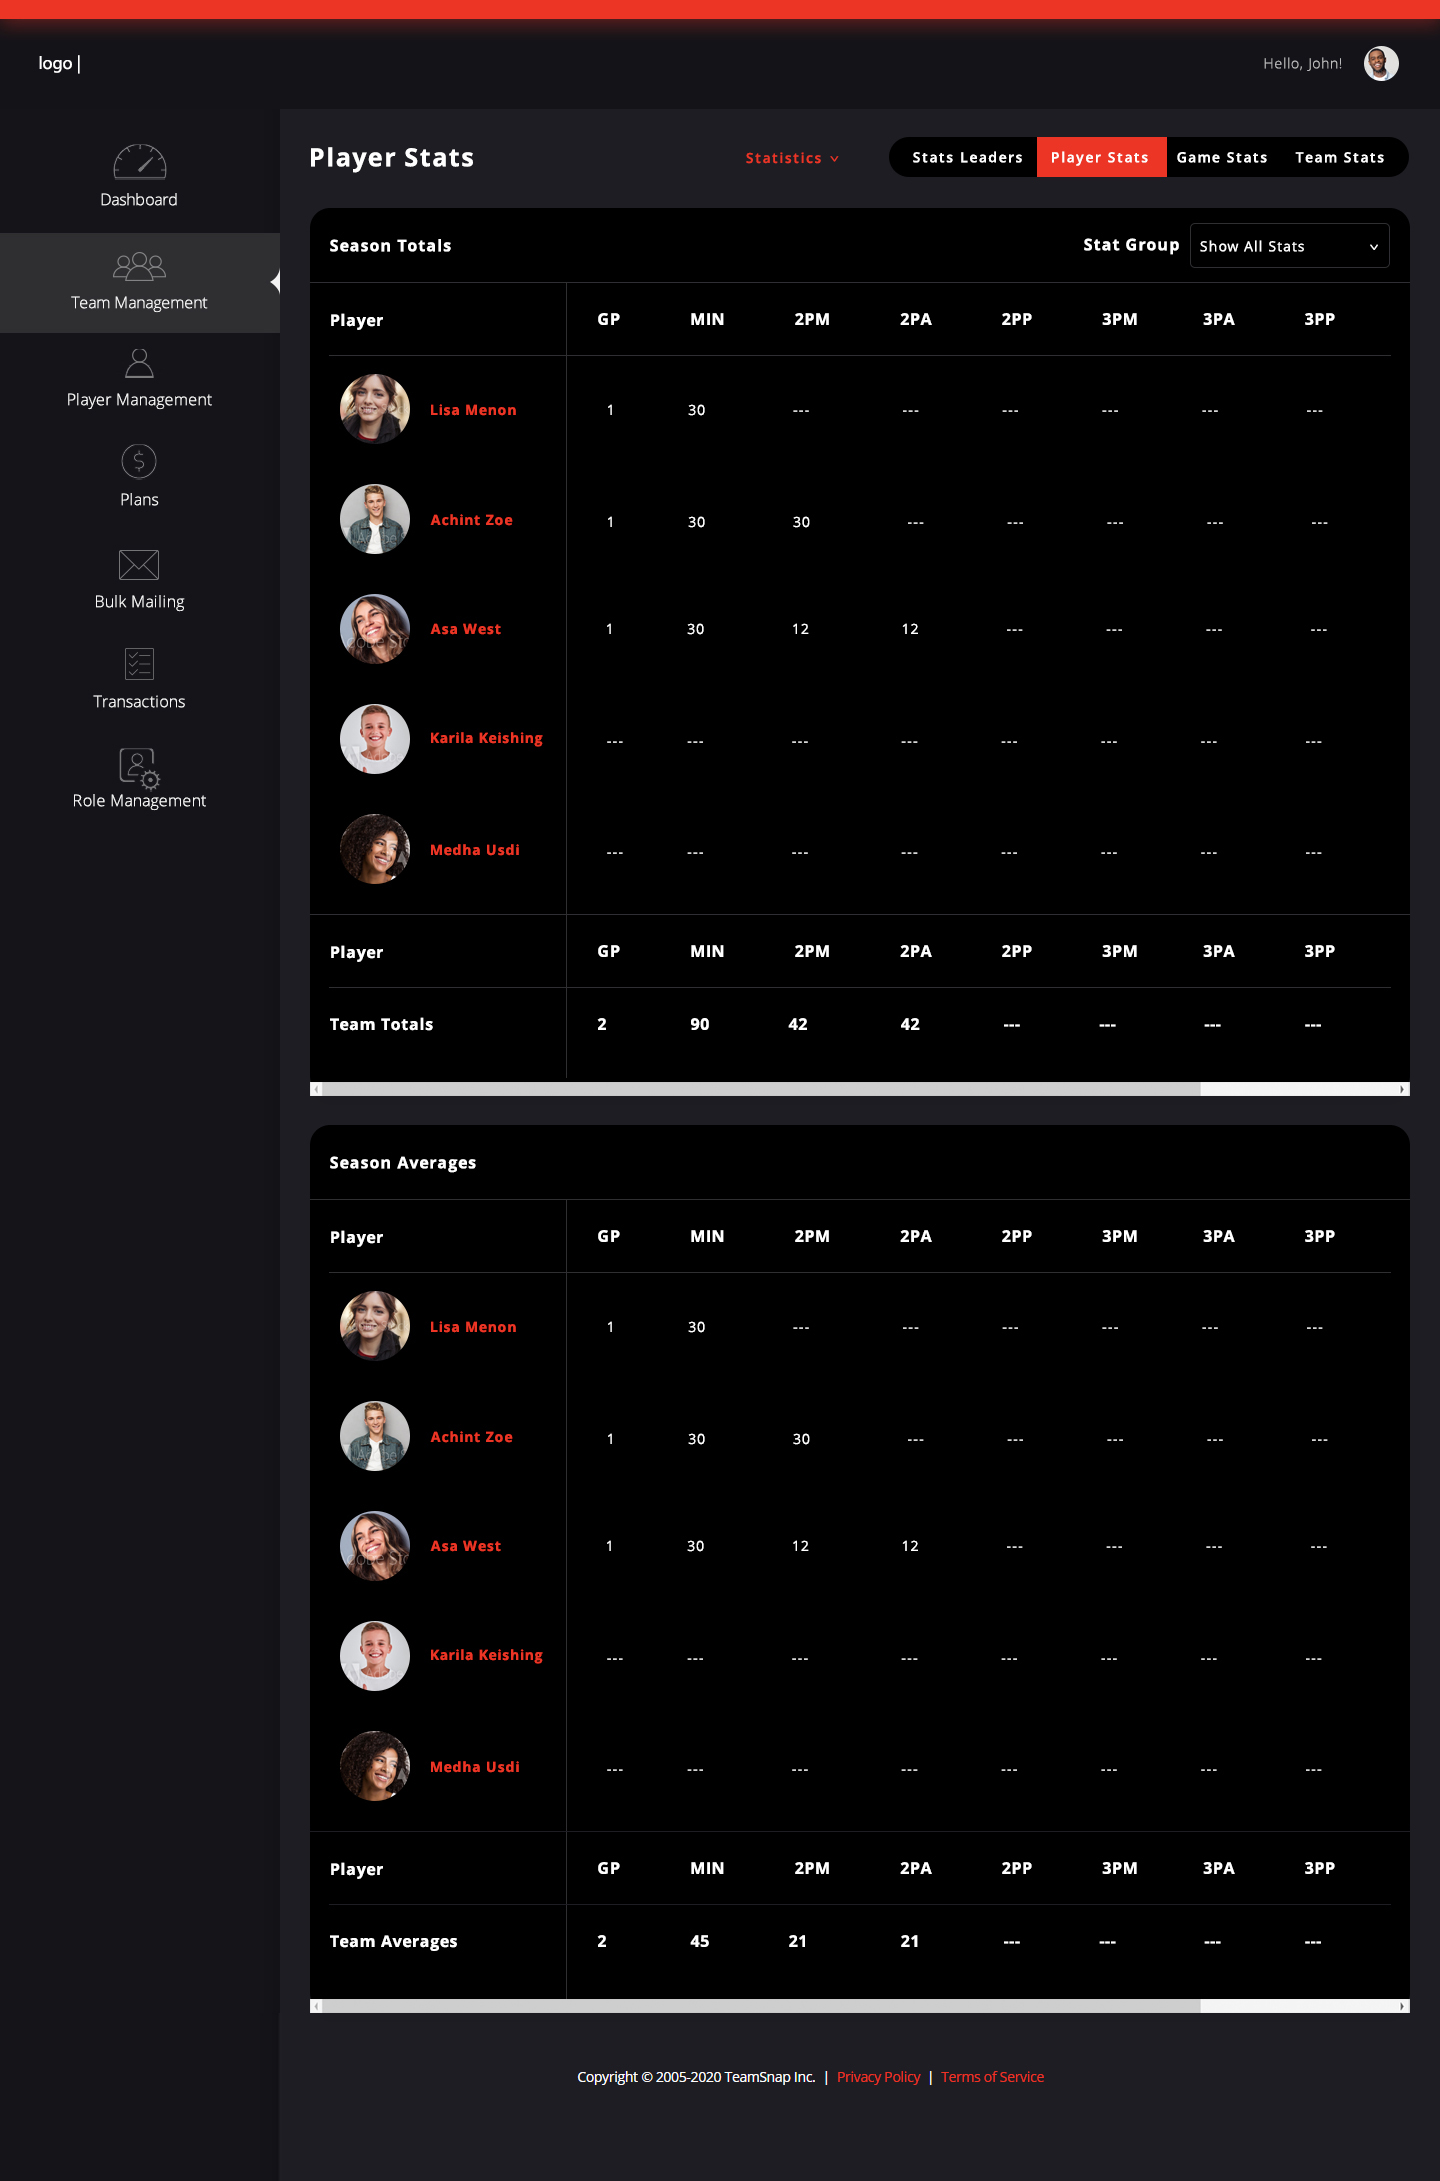 logo |
Hello, John!
Dashboard
Team Management
Player Management
Plans
Bulk Mailing
Transactions
Role Management
Player Stats
Statistics
Stats Leaders Player Stats Game Stats Team Stats
Season Totals Stat Group Show All Stats
Player GP MIN 2PM 2PA 2PP 3PM 3PA 3PP
Lisa Menon 1 30 --- --- --- --- --- ---
Achint Zoe 1 30 30 --- --- --- --- ---
Asa West 1 30 12 12 --- --- --- ---
Karila Keishing --- --- --- --- --- --- --- ---
Medha Usdi --- --- --- --- --- --- --- ---
Player GP MIN 2PM 2PA 2PP 3PM 3PA 3PP
Team Totals 2 90 42 42 --- --- --- ---
Season Averages
Player GP MIN 2PM 2PA 2PP 3PM 3PA 3PP
Lisa Menon 1 30 --- --- --- --- --- ---
Achint Zoe 1 30 30 --- --- --- --- ---
Asa West 1 30 12 12 --- --- --- ---
Karila Keishing --- --- --- --- --- --- --- ---
Medha Usdi --- --- --- --- --- --- --- ---
Player GP MIN 2PM 2PA 2PP 3PM 3PA 3PP
Team Averages 2 45 21 21 --- --- --- ---
Copyright © 2005-2020 TeamSnap Inc. | Privacy Policy | Terms of Service